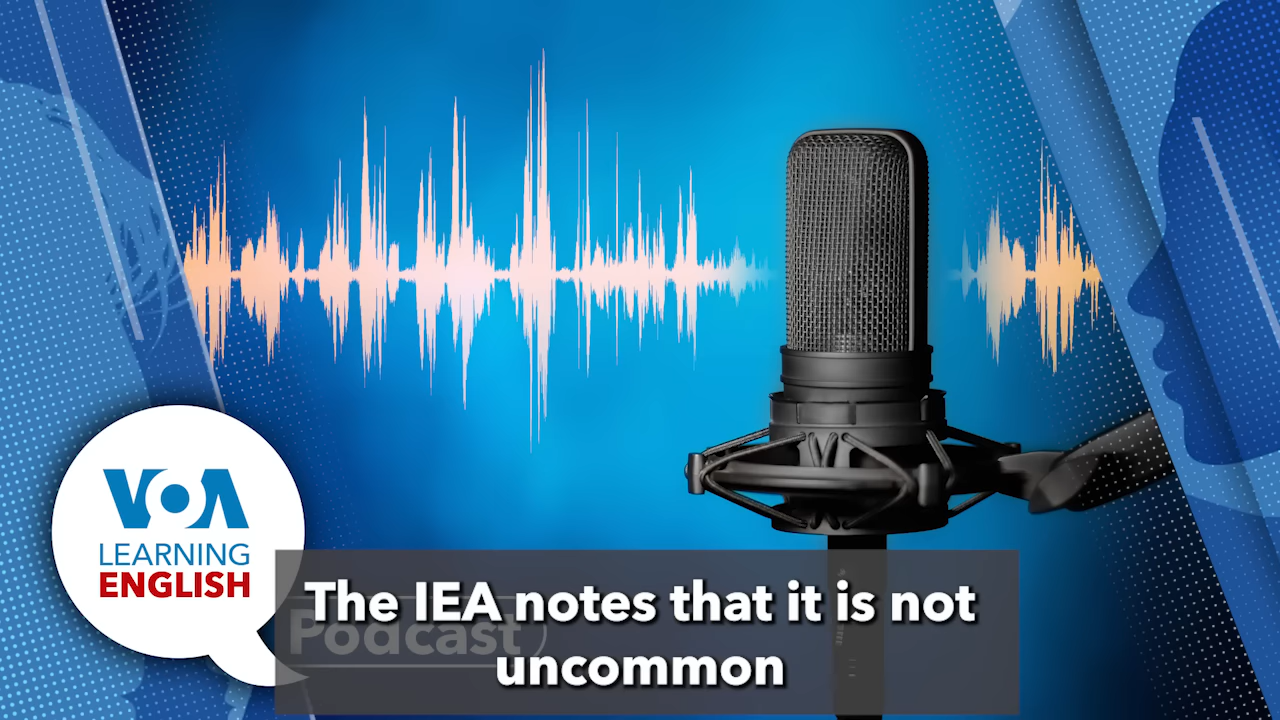 VOA
LEARNING
ENGLISH
Podcast
The IEA notes that it is not
uncommon